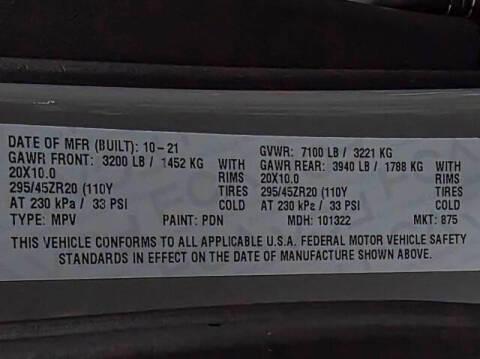 DATE OF MFR (BUILT): 10-21 GVWR: 7100 LB / 3221 KG
GAWR FRONT: 3200 LB / 1452 KG WITH GAWR REAR: 3940 LB / 1788 KG WITH
20X10.0 RIMS 20X10.0 RIMS
295/45ZR20 (110Y TIRES 295/45ZR20 (110Y TIRES
AT 230 kPa / 33 PSI COLD AT 230 kPa / 33 PSI COLD
TYPE: MPV PAINT: PDN MDH: 101322 MKT: 875
THIS VEHICLE CONFORMS TO ALL APPLICABLE U.S.A. FEDERAL MOTOR VEHICLE SAFETY
STANDARDS IN EFFECT ON THE DATE OF MANUFACTURE SHOWN ABOVE.